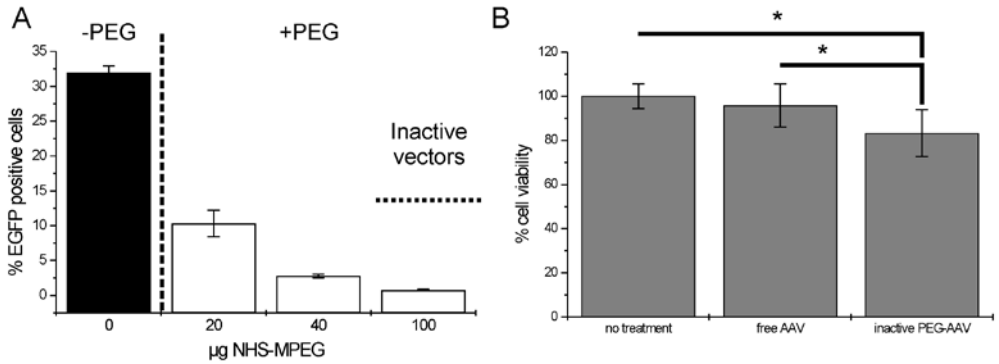 A
-PEG
+PEG
35
30
25
20
15
10
5
0
% EGFP positive cells
Inactive
vectors
0
20
40
100
µg NHS-MPEG
B
*
*
120
100
80
60
40
20
0
% cell viability
no treatment
free AAV
inactive PEG-AAV